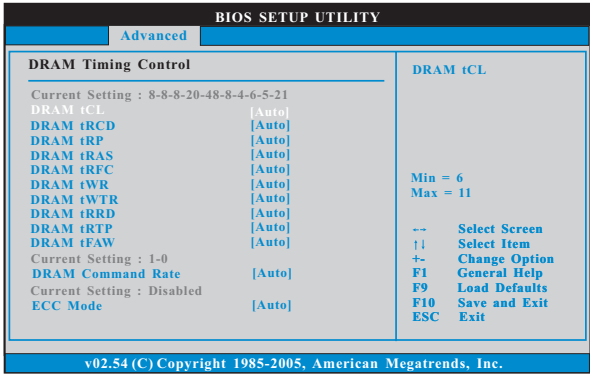 BIOS SETUP UTILITY
Advanced
DRAM Timing Control
Current Setting : 8-8-8-20-48-8-4-6-5-21
DRAM tCL [Auto]
DRAM tRCD [Auto]
DRAM tRP [Auto]
DRAM tRAS [Auto]
DRAM tRFC [Auto]
DRAM tWR [Auto]
DRAM tWTR [Auto]
DRAM tRRD [Auto]
DRAM tRTP [Auto]
DRAM tFAW [Auto]
Current Setting : 1-0
DRAM Command Rate [Auto]
Current Setting : Disabled
ECC Mode [Auto]
DRAM tCL
Min = 6
Max = 11
←→ Select Screen
↑↓ Select Item
+- Change Option
F1 General Help
F9 Load Defaults
F10 Save and Exit
ESC Exit
v02.54 (C) Copyright 1985-2005, American Megatrends, Inc.